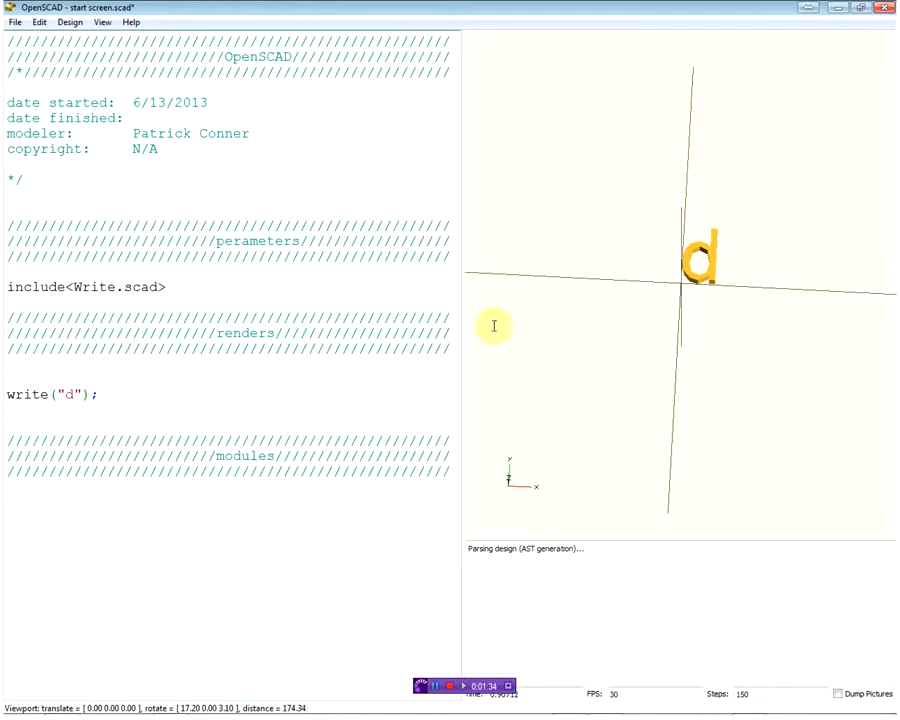 OpenSCAD - start screen.scad*
File Edit Design View Help
/////////////////////////////////////////////////////
//////////////////////////OpenSCAD///////////////////
/*///////////////////////////////////////////////////
date started: 6/13/2013
date finished:
modeler: Patrick Conner
copyright: N/A
*/
/////////////////////////////////////////////////////
/////////////////////////perameters//////////////////
/////////////////////////////////////////////////////
include<Write.scad>
/////////////////////////////////////////////////////
/////////////////////////renders/////////////////////
/////////////////////////////////////////////////////
write("d");
/////////////////////////////////////////////////////
/////////////////////////modules/////////////////////
/////////////////////////////////////////////////////
d
Y
Z
X
Parsing design (AST generation)...
0:01:34
FPS: 30 Steps: 150 Dump Pictures
Viewport: translate = [ 0.00 0.00 0.00 ], rotate = [ 17.20 0.00 3.10 ], distance = 174.34